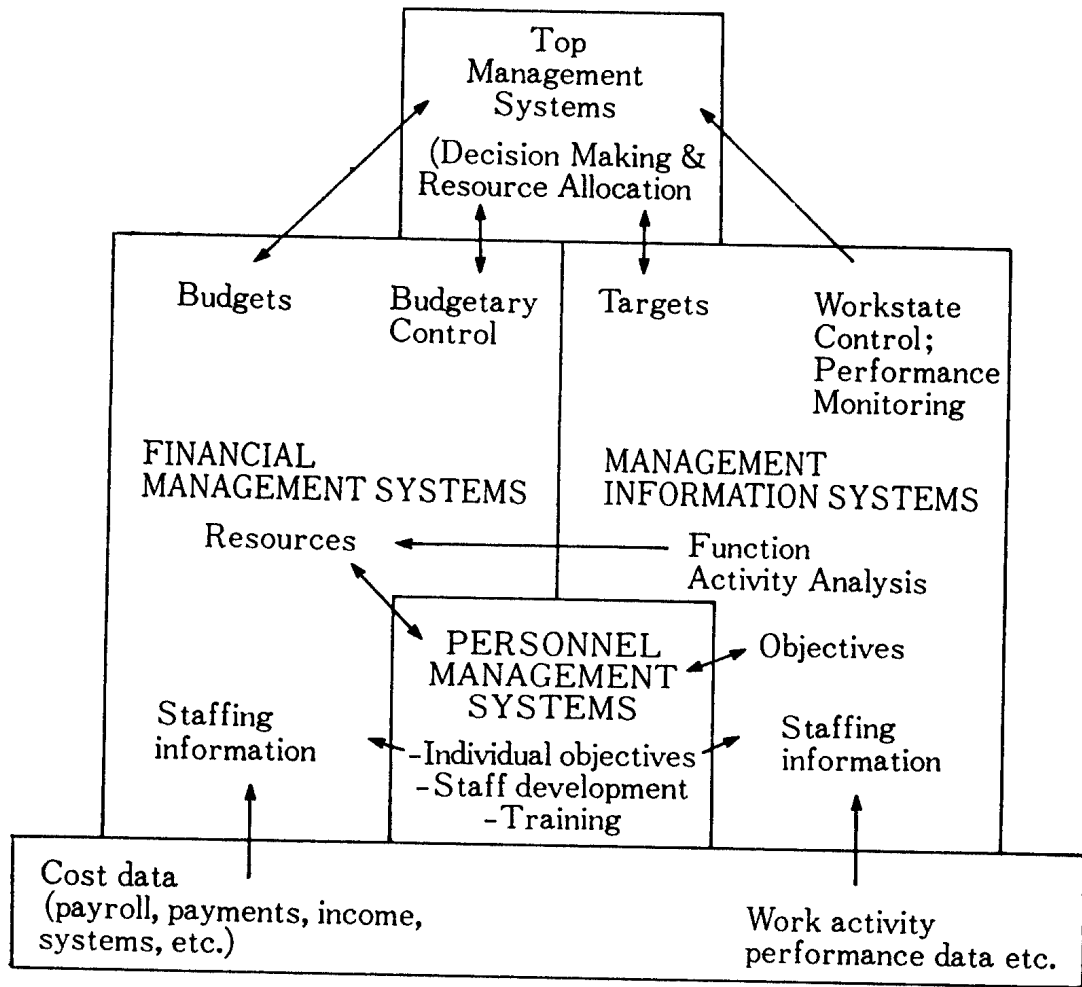 Top
Management
Systems
(Decision Making &
Resource Allocation
Budgets
Budgetary
Control
Targets
Workstate
Control;
Performance
Monitoring
FINANCIAL
MANAGEMENT SYSTEMS
MANAGEMENT
INFORMATION SYSTEMS
Resources
Function
Activity Analysis
PERSONNEL
MANAGEMENT
SYSTEMS
Objectives
Staffing
information
-Individual objectives
-Staff development
-Training
Staffing
information
Cost data
(payroll, payments, income,
systems, etc.)
Work activity
performance data etc.